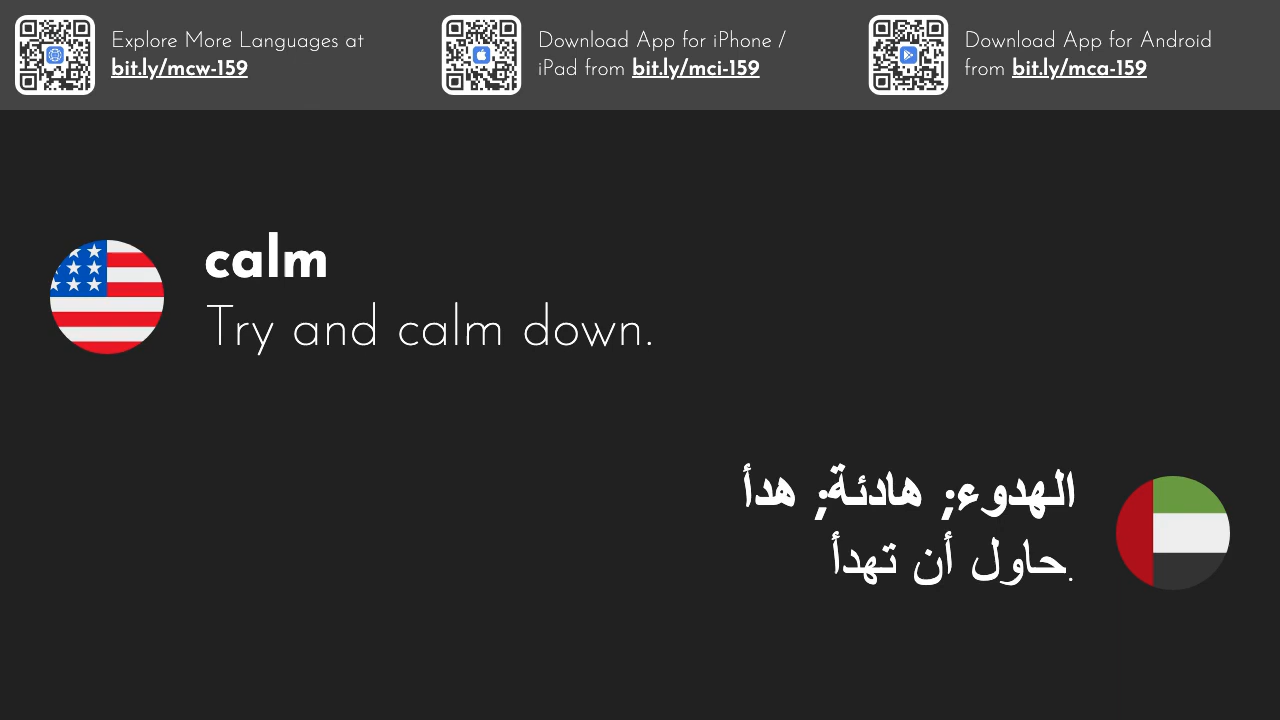 Explore More Languages at
bit.ly/mcw-159
Download App for iPhone /
iPad from bit.ly/mci-159
Download App for Android
from bit.ly/mca-159
calm
Try and calm down.
الهدوء; هادئة; هدأ
حاول أن تهدأ.